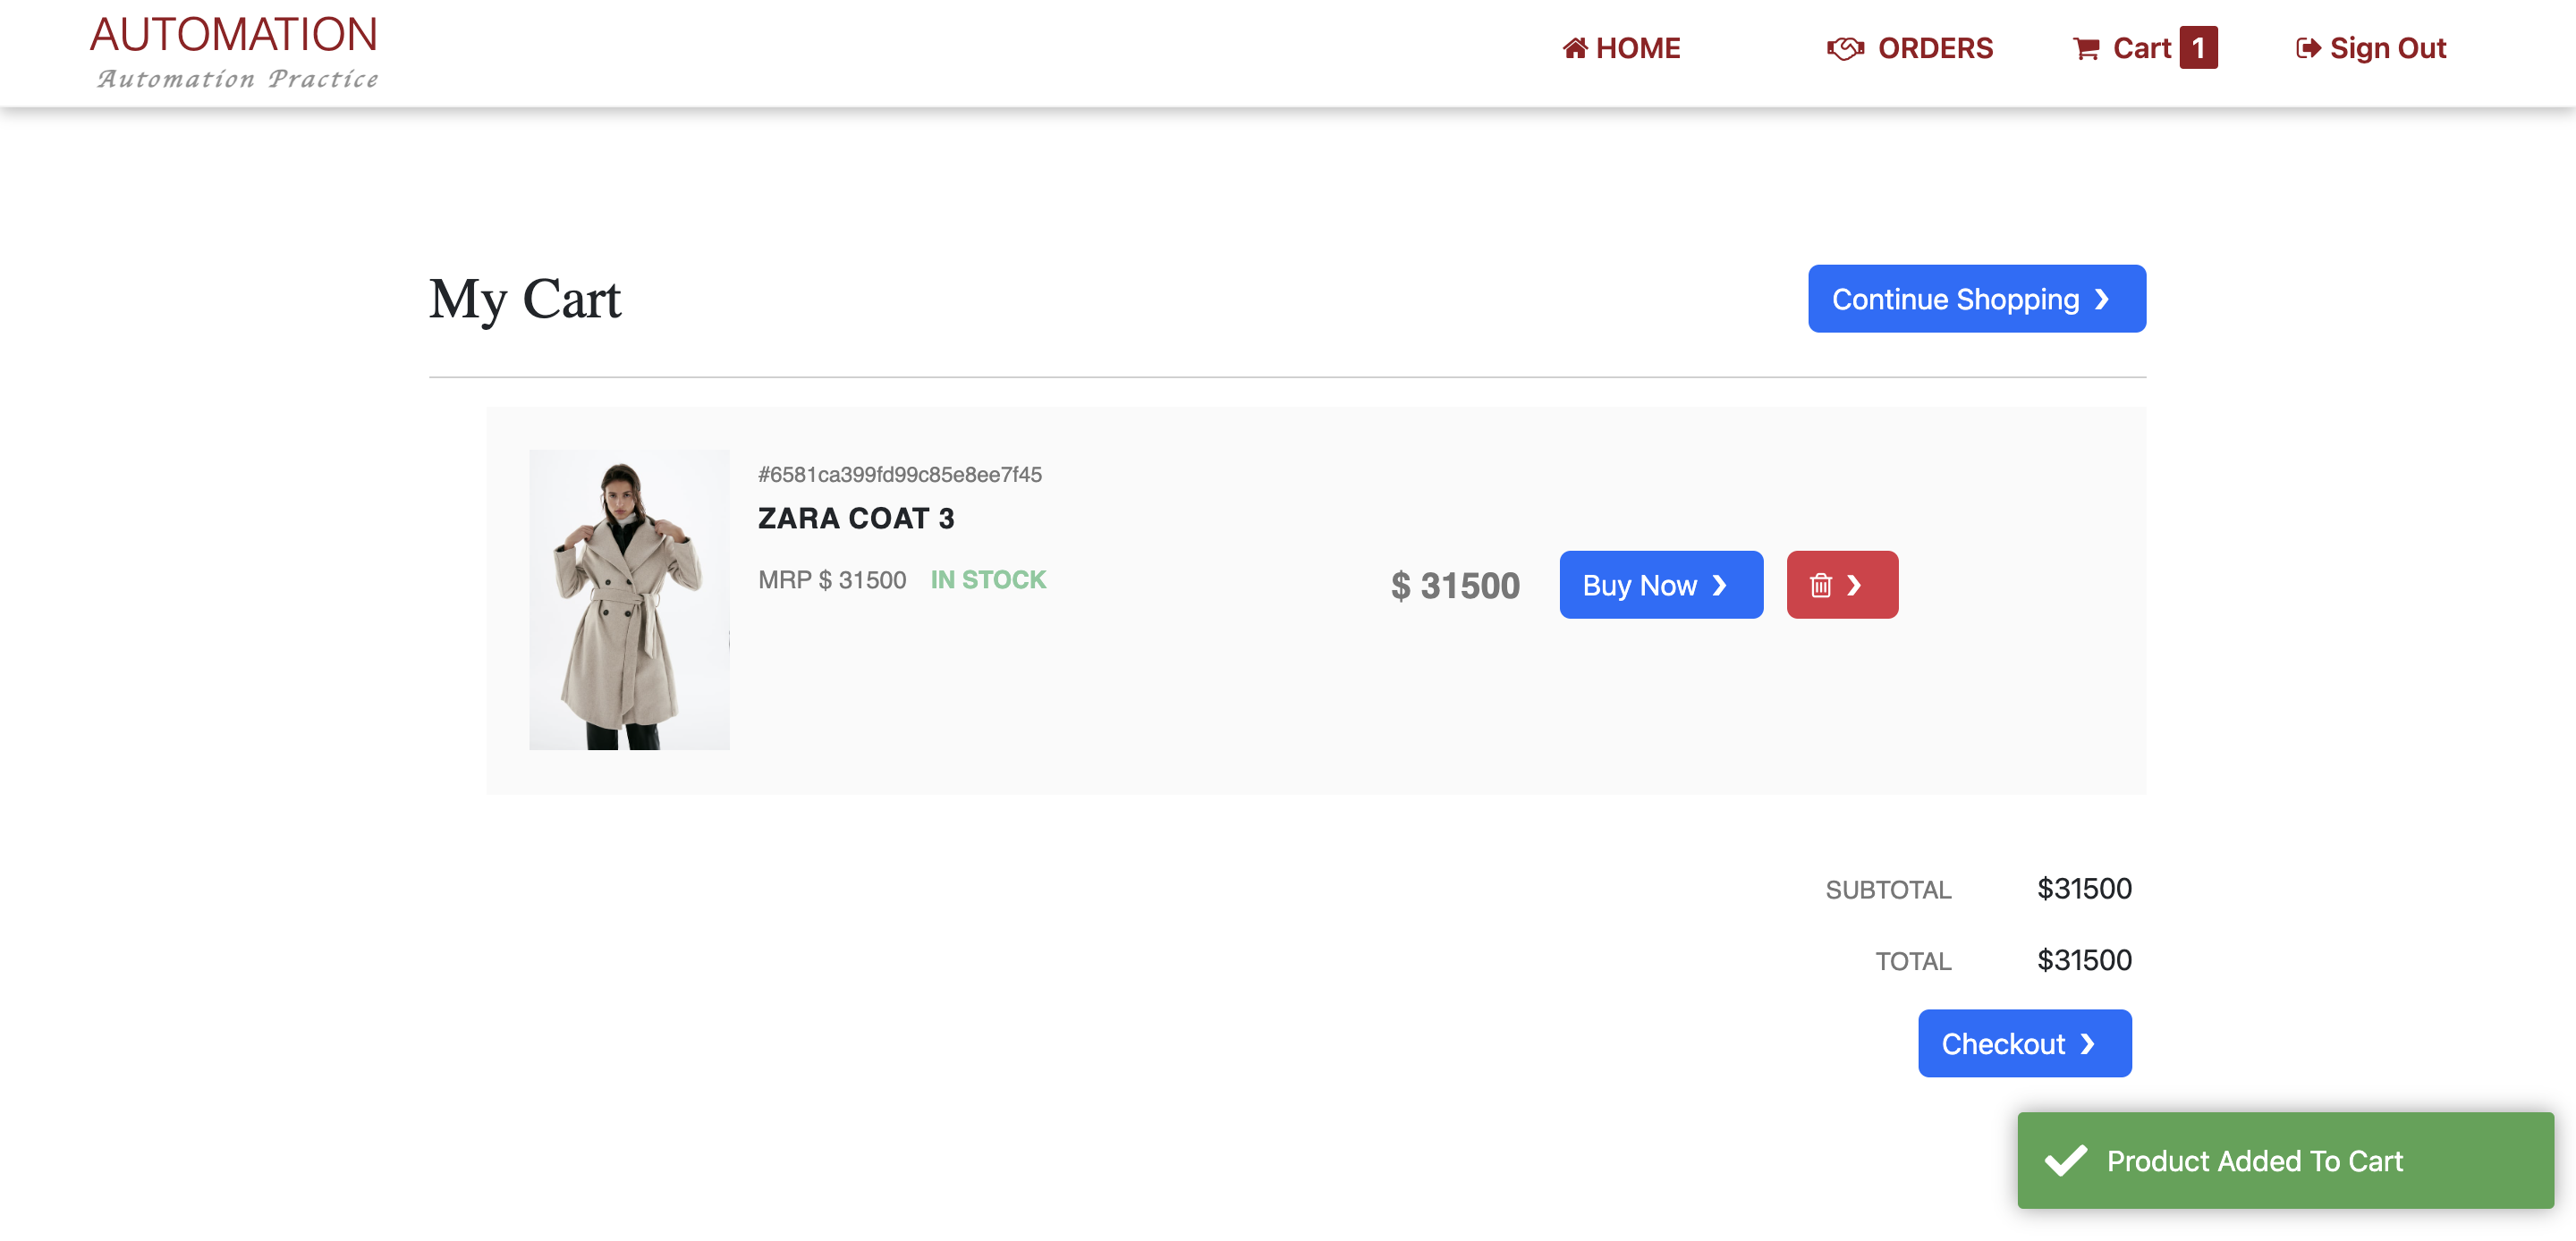 AUTOMATION
Automation Practice
HOME
ORDERS
Cart 1
Sign Out
My Cart
Continue Shopping ❯
#6581ca399fd99c85e8ee7f45
ZARA COAT 3
MRP $ 31500 IN STOCK
$ 31500
Buy Now ❯
❯
SUBTOTAL $31500
TOTAL $31500
Checkout ❯
Product Added To Cart